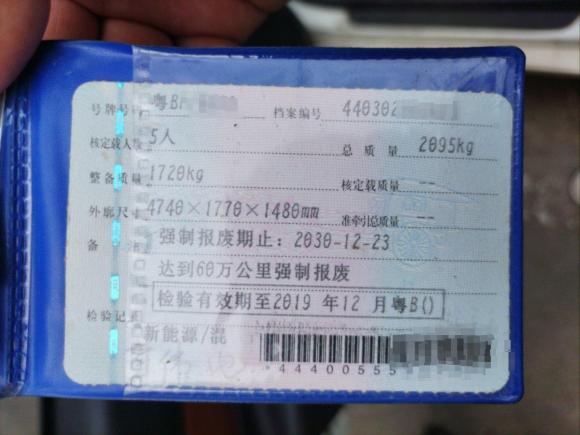 号牌号码 粤B 档案编号 440302
核定载人数 5人 总质量 2095kg
整备质量 1720kg 核定载质量 --
外廓尺寸 4740×1770×1480mm 准牵引总质量 --
备 强制报废期止：2030-12-23
达到60万公里强制报废
检验有效期至2019 年12 月粤B()
检验记录
新能源/混
*44400555